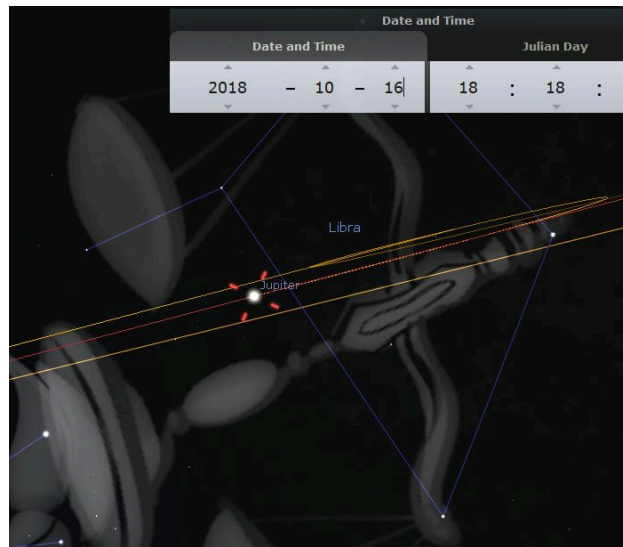 Date and Time
Date and Time Julian Day
2018 - 10 - 16 18 : 18 :
Libra
Jupiter